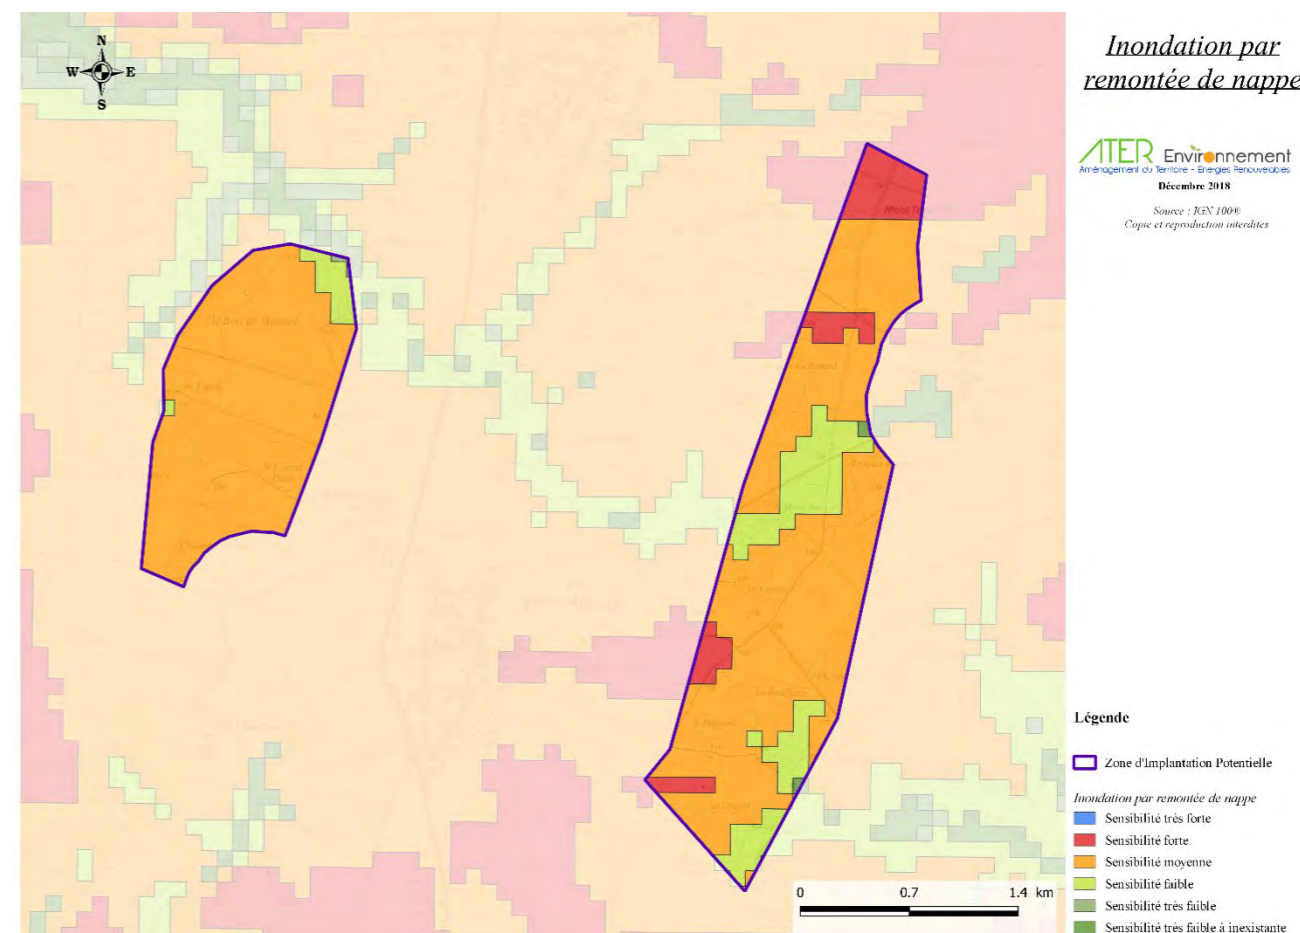 Inondation par
remontée de nappe
ATER Environnement
Aménagement du Territoire - Energies Renouvelables
Décembre 2018
Source : IGN 100®
Copie et reproduction interdites
N
W E
S
Mont
Légende
Zone d'Implantation Potentielle
Inondation par remontée de nappe
Sensibilité très forte
Sensibilité forte
Sensibilité moyenne
Sensibilité faible
Sensibilité très faible
Sensibilité très faible à inexistante
0 0.7 1.4 km